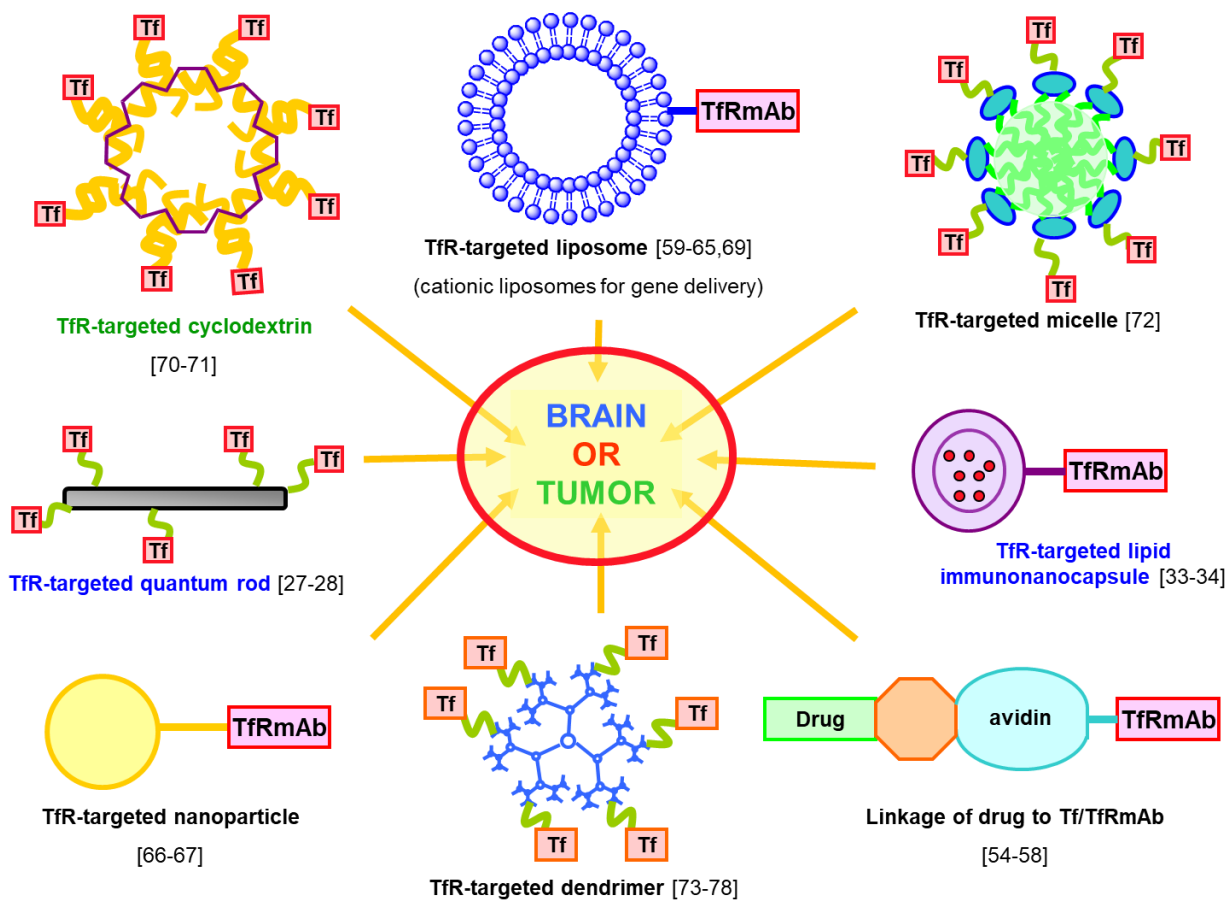 Tf
Tf
Tf
Tf
Tf
Tf
Tf
Tf
TfR-targeted cyclodextrin
[70-71]
TfRmAb
TfR-targeted liposome [59-65,69]
(cationic liposomes for gene delivery)
Tf
Tf
Tf
Tf
Tf
Tf
Tf
Tf
TfR-targeted micelle [72]
BRAIN
OR
TUMOR
Tf
Tf
Tf
Tf
Tf
TfR-targeted quantum rod [27-28]
TfRmAb
TfR-targeted lipid
immunonanocapsule [33-34]
TfRmAb
TfR-targeted nanoparticle
[66-67]
Tf
Tf
Tf
Tf
Tf
Tf
TfR-targeted dendrimer [73-78]
Drug
avidin
TfRmAb
Linkage of drug to Tf/TfRmAb
[54-58]